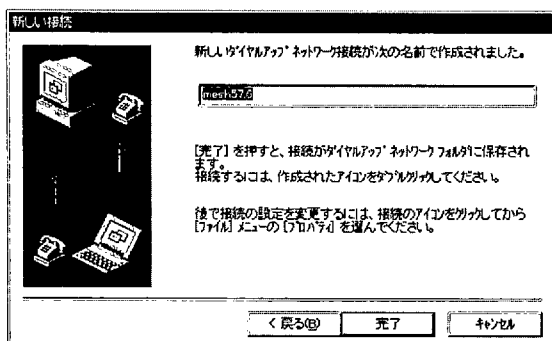 新しい接続
新しいﾀﾞｲﾔﾙｱｯﾌﾟ ﾈｯﾄﾜｰｸ接続が次の名前で作成されました。
mesh57.6
[完了] を押すと、接続がﾀﾞｲﾔﾙｱｯﾌﾟ ﾈｯﾄﾜｰｸ ﾌｫﾙﾀﾞに保存され
ます。
接続するには、作成されたｱｲｺﾝをﾀﾞﾌﾞﾙｸﾘｯｸしてください。
後で接続の設定を変更するには、接続のｱｲｺﾝをｸﾘｯｸしてから
[ﾌｧｲﾙ] ﾒﾆｭｰの [ﾌﾟﾛﾊﾟﾃｨ] を選んでください。
< 戻る(B)
完了
ｷｬﾝｾﾙ